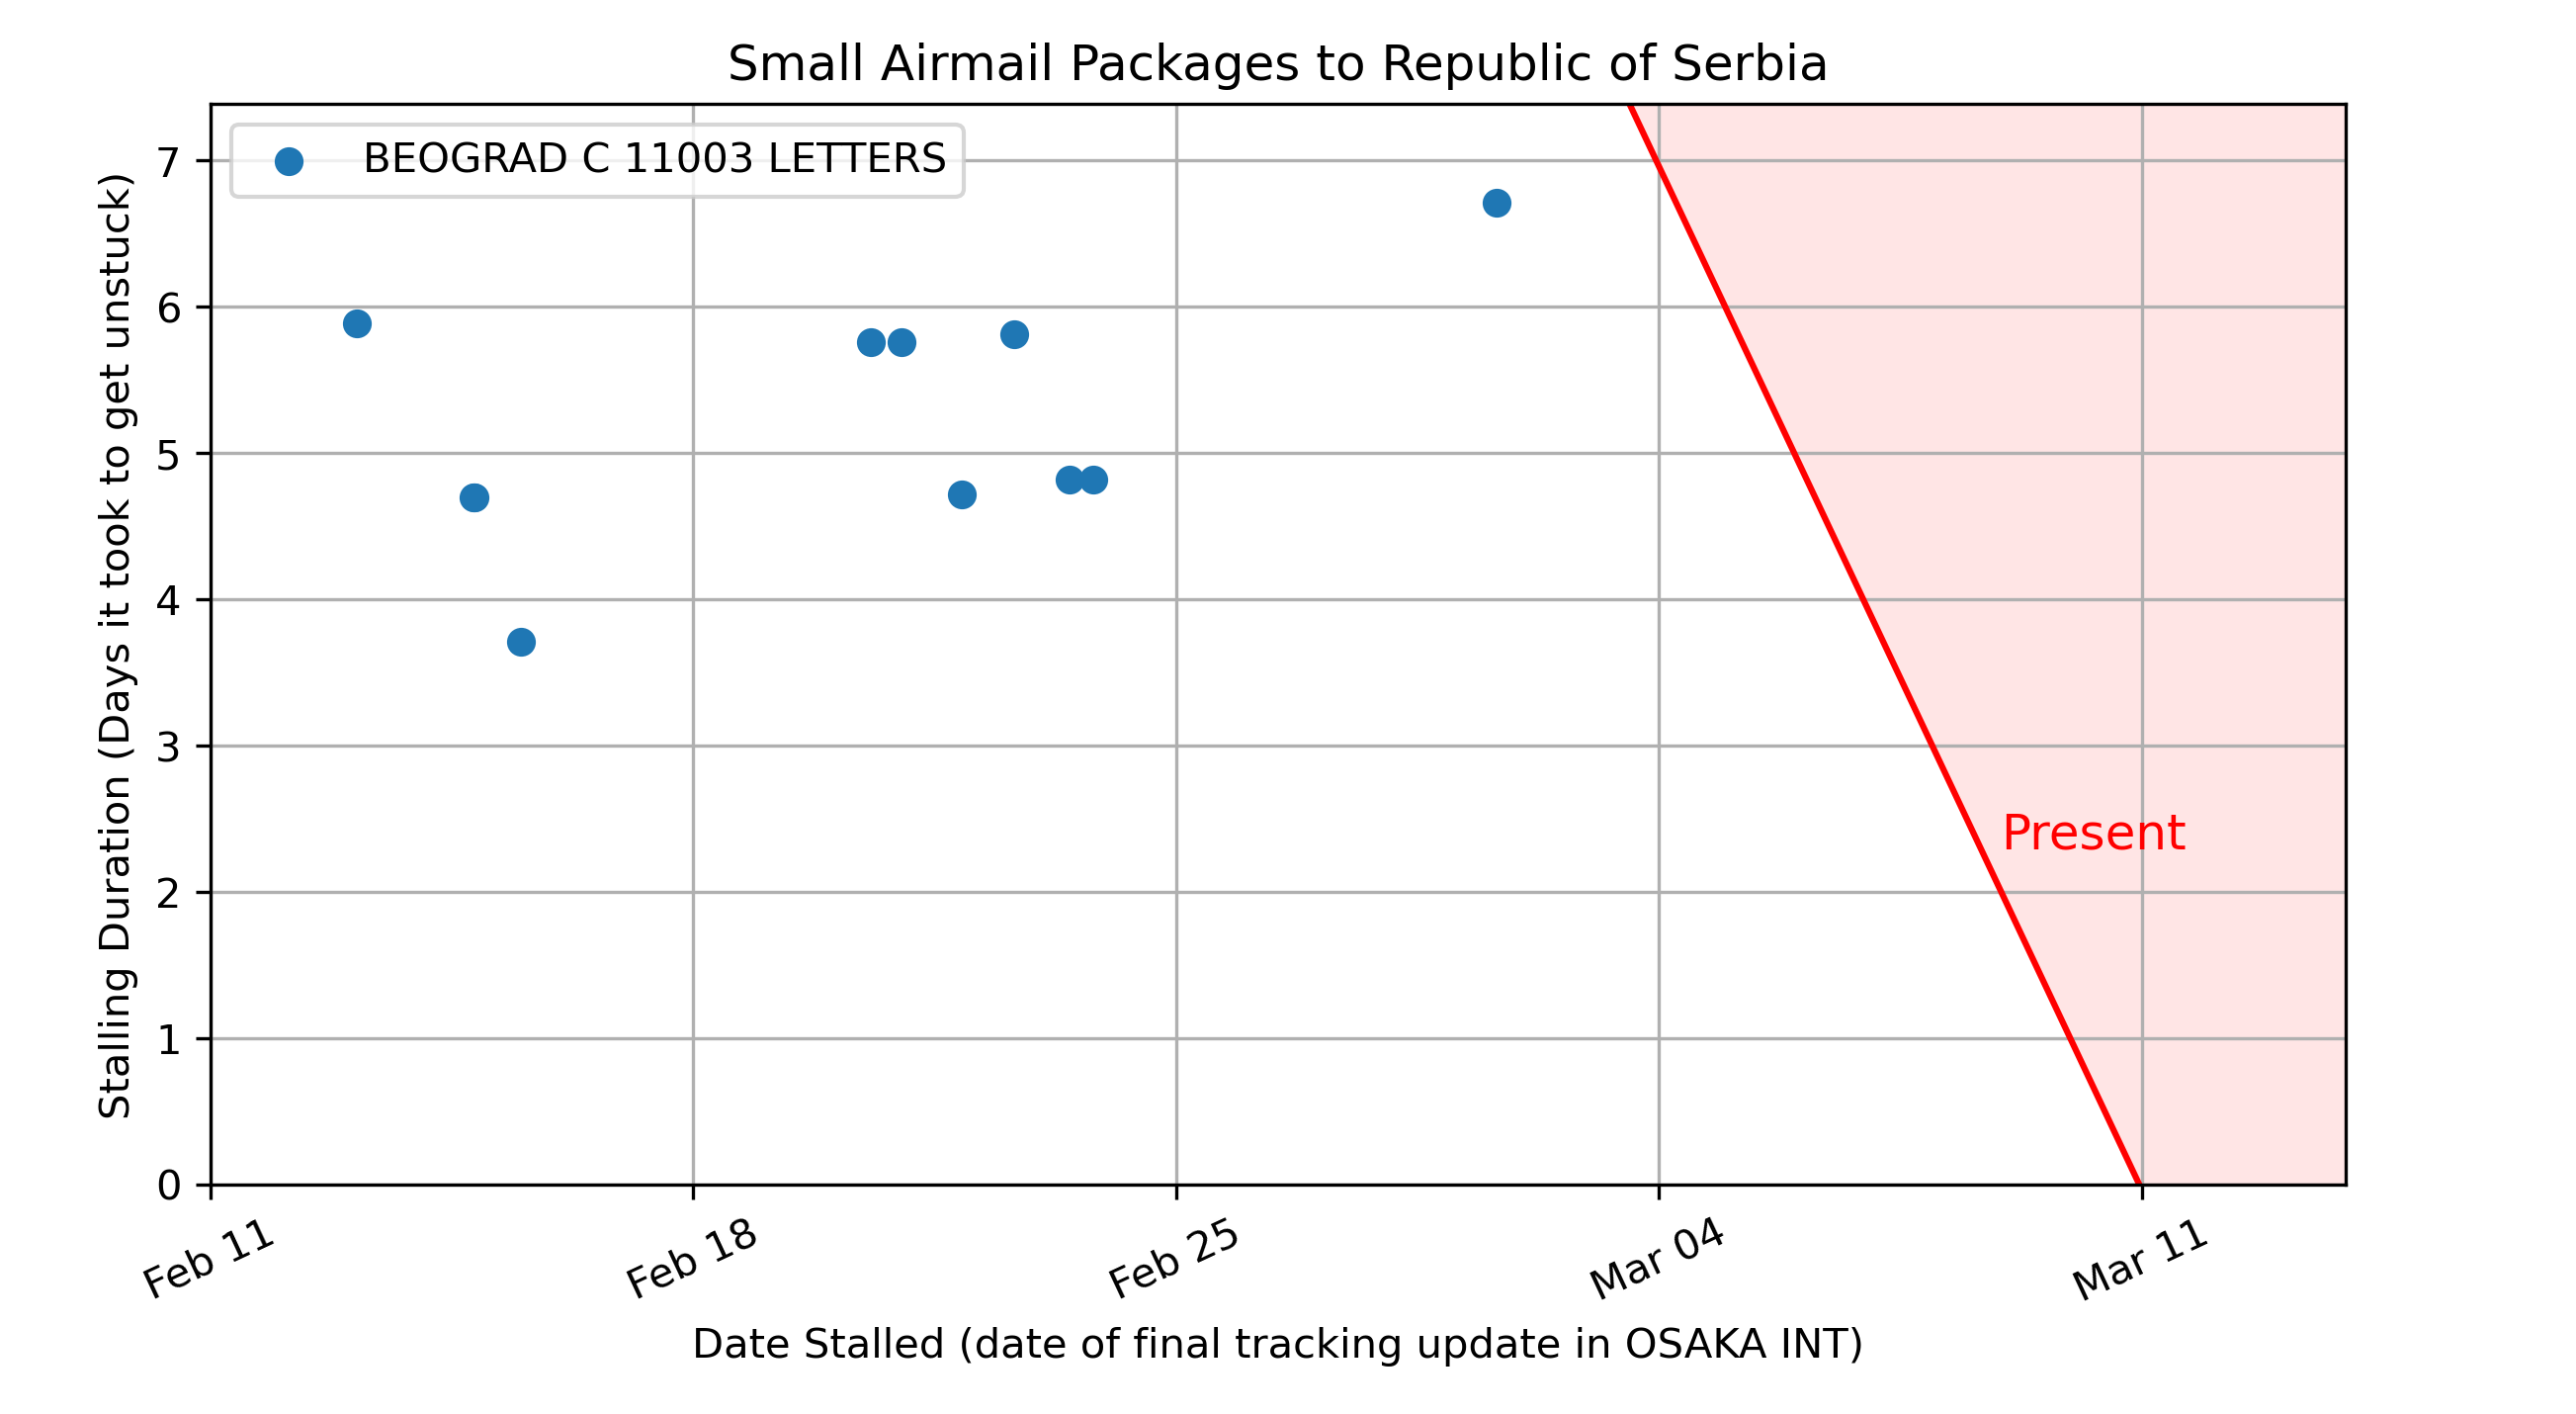 Small Airmail Packages to Republic of Serbia
BEOGRAD C 11003 LETTERS
Stalling Duration (Days it took to get unstuck)
7
6
5
4
3
2
1
0
Present
Feb 11
Feb 18
Feb 25
Mar 04
Mar 11
Date Stalled (date of final tracking update in OSAKA INT)